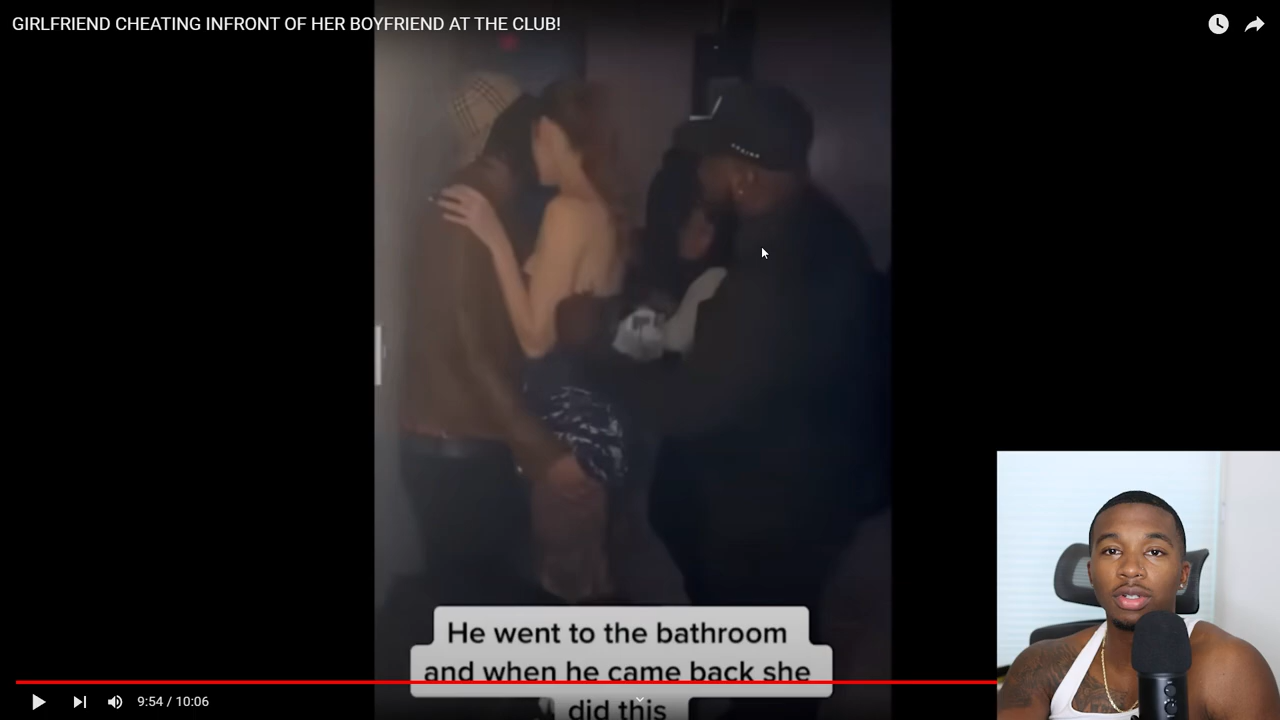 GIRLFRIEND CHEATING INFRONT OF HER BOYFRIEND AT THE CLUB!
He went to the bathroom
and when he came back she
did this
9:54 / 10:06